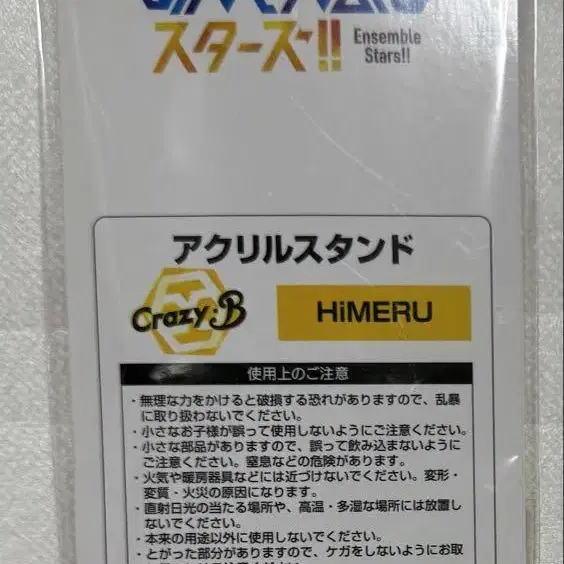 スターズ!!
Ensemble
Stars!!
アクリルスタンド
Crazy:B
HiMERU
使用上のご注意
・無理な力をかけると破損する恐れがありますので、乱暴
に取り扱わないでください。
・小さなお子様が誤って使用しないようにご注意ください。
・小さな部品がありますので、誤って飲み込まないように
ご注意ください。窒息などの危険があります。
・火気や暖房器具などには近づけないでください。変形・
変質・火災の原因になります。
・直射日光の当たる場所や、高温・多湿な場所には放置し
ないでください。
・本来の用途以外に使用しないでください。
・とがった部分がありますので、ケガをしないようにお取